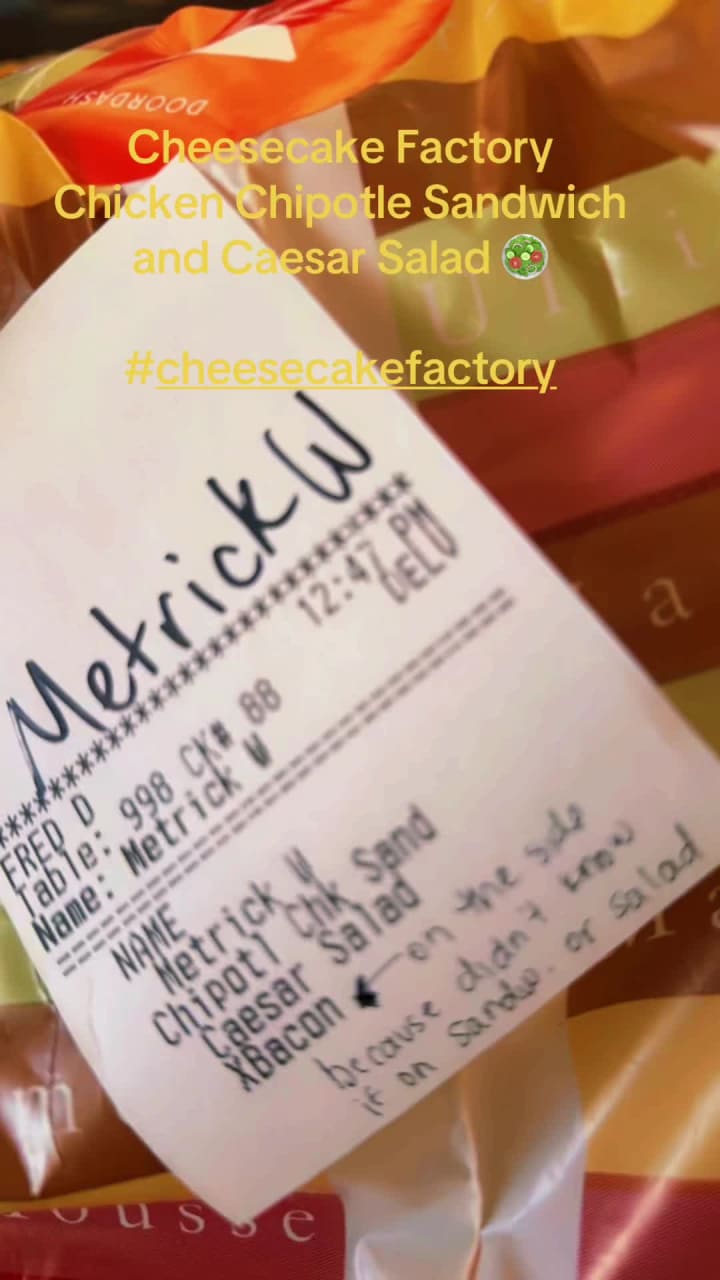 DOORDASH
Cheesecake Factory
Chicken Chipotle Sandwich
and Caesar Salad 🥗
#cheesecakefactory
Metrick W
12:47 PM
DELV
FRED D
Table: 998 CK# 88
Name: Metrick W
NAME
Metrick W
Chipotl Chk Sand
Caesar Salad
XBacon ← on the side
because didn't know
if on sandw. or salad
a
m
ousse